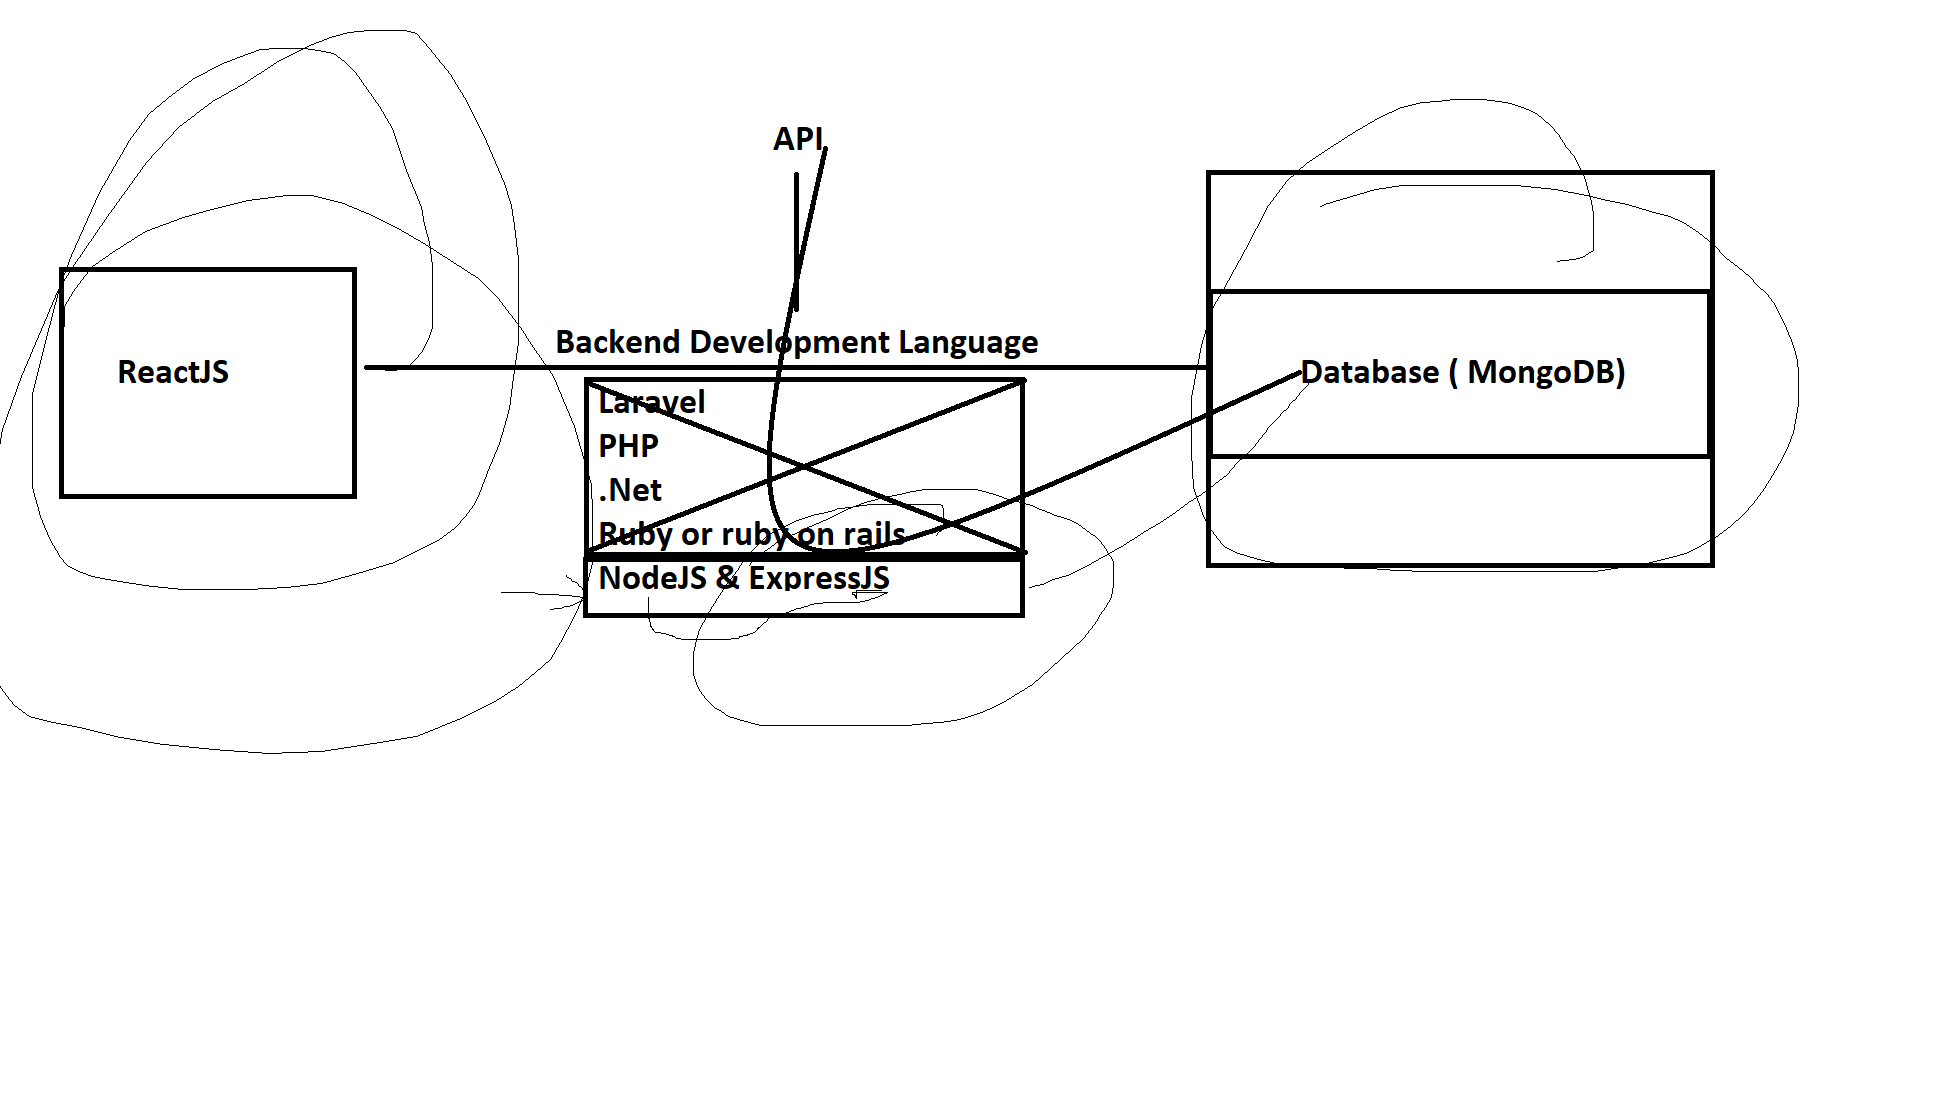 API
Backend Development Language
ReactJS
Laravel
PHP
.Net
Ruby or ruby on rails
NodeJS & ExpressJS
Database ( MongoDB)